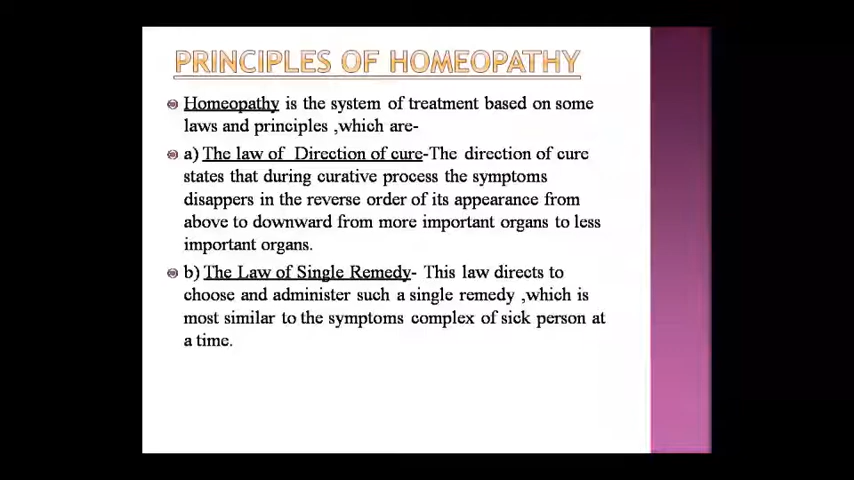 PRINCIPLES OF HOMEOPATHY
Homeopathy is the system of treatment based on some
laws and principles ,which are-
a) The law of Direction of cure-The direction of cure
states that during curative process the symptoms
disappers in the reverse order of its appearance from
above to downward from more important organs to less
important organs.
b) The Law of Single Remedy- This law directs to
choose and administer such a single remedy ,which is
most similar to the symptoms complex of sick person at
a time.